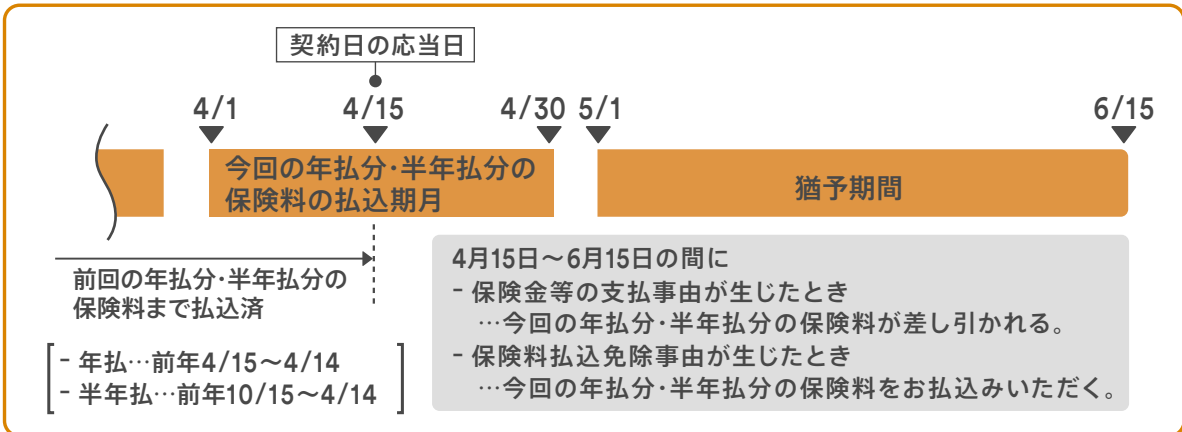 契約日の応当日
4/1
4/15
4/30
5/1
6/15
今回の年払分・半年払分の
保険料の払込期月
猶予期間
前回の年払分・半年払分の
保険料まで払込済
- 年払…前年4/15～4/14
- 半年払…前年10/15～4/14
4月15日～6月15日の間に
- 保険金等の支払事由が生じたとき
…今回の年払分・半年払分の保険料が差し引かれる。
- 保険料払込免除事由が生じたとき
…今回の年払分・半年払分の保険料をお払込みいただく。